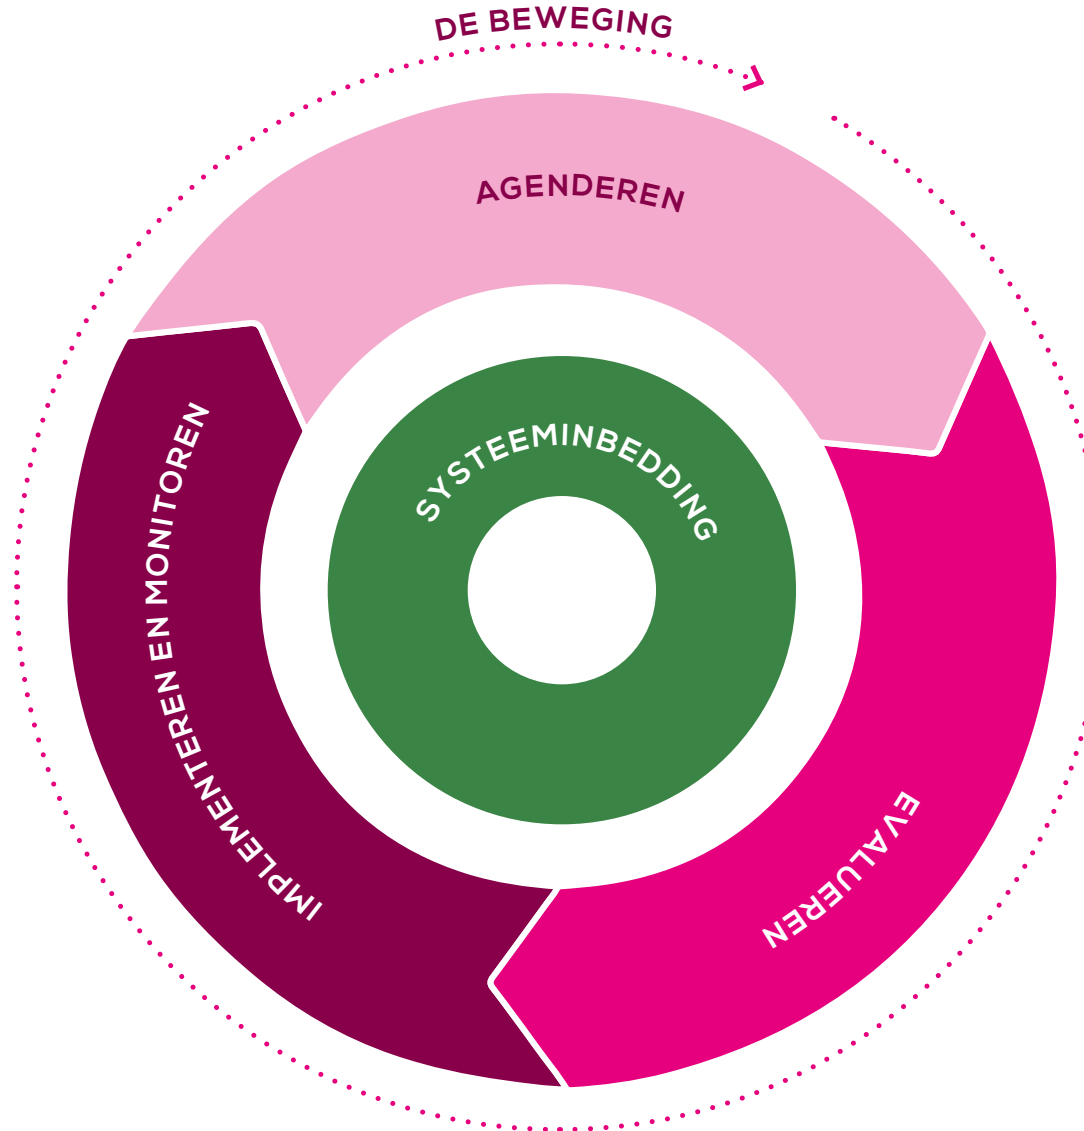 DE BEWEGING
AGENDEREN
SYSTEEMINBEDDING
EVALUEREN
IMPLEMENTEREN EN MONITOREN